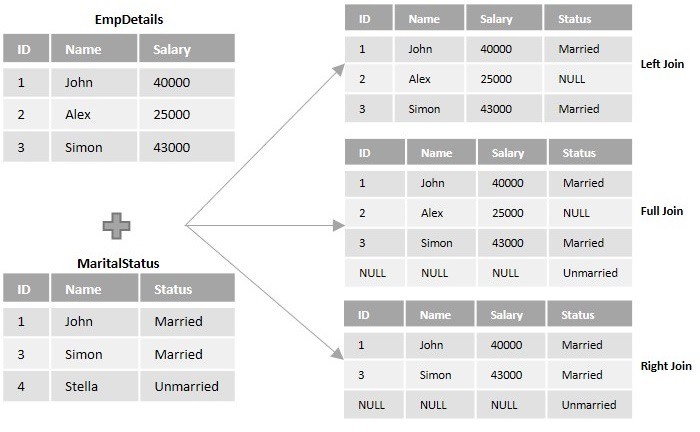 EmpDetails
ID Name Salary
1 John 40000
2 Alex 25000
3 Simon 43000
MaritalStatus
ID Name Status
1 John Married
3 Simon Married
4 Stella Unmarried
ID Name Salary Status
1 John 40000 Married
2 Alex 25000 NULL
3 Simon 43000 Married
Left Join
ID Name Salary Status
1 John 40000 Married
2 Alex 25000 NULL
3 Simon 43000 Married
NULL NULL NULL Unmarried
Full Join
ID Name Salary Status
1 John 40000 Married
3 Simon 43000 Married
NULL NULL NULL Unmarried
Right Join